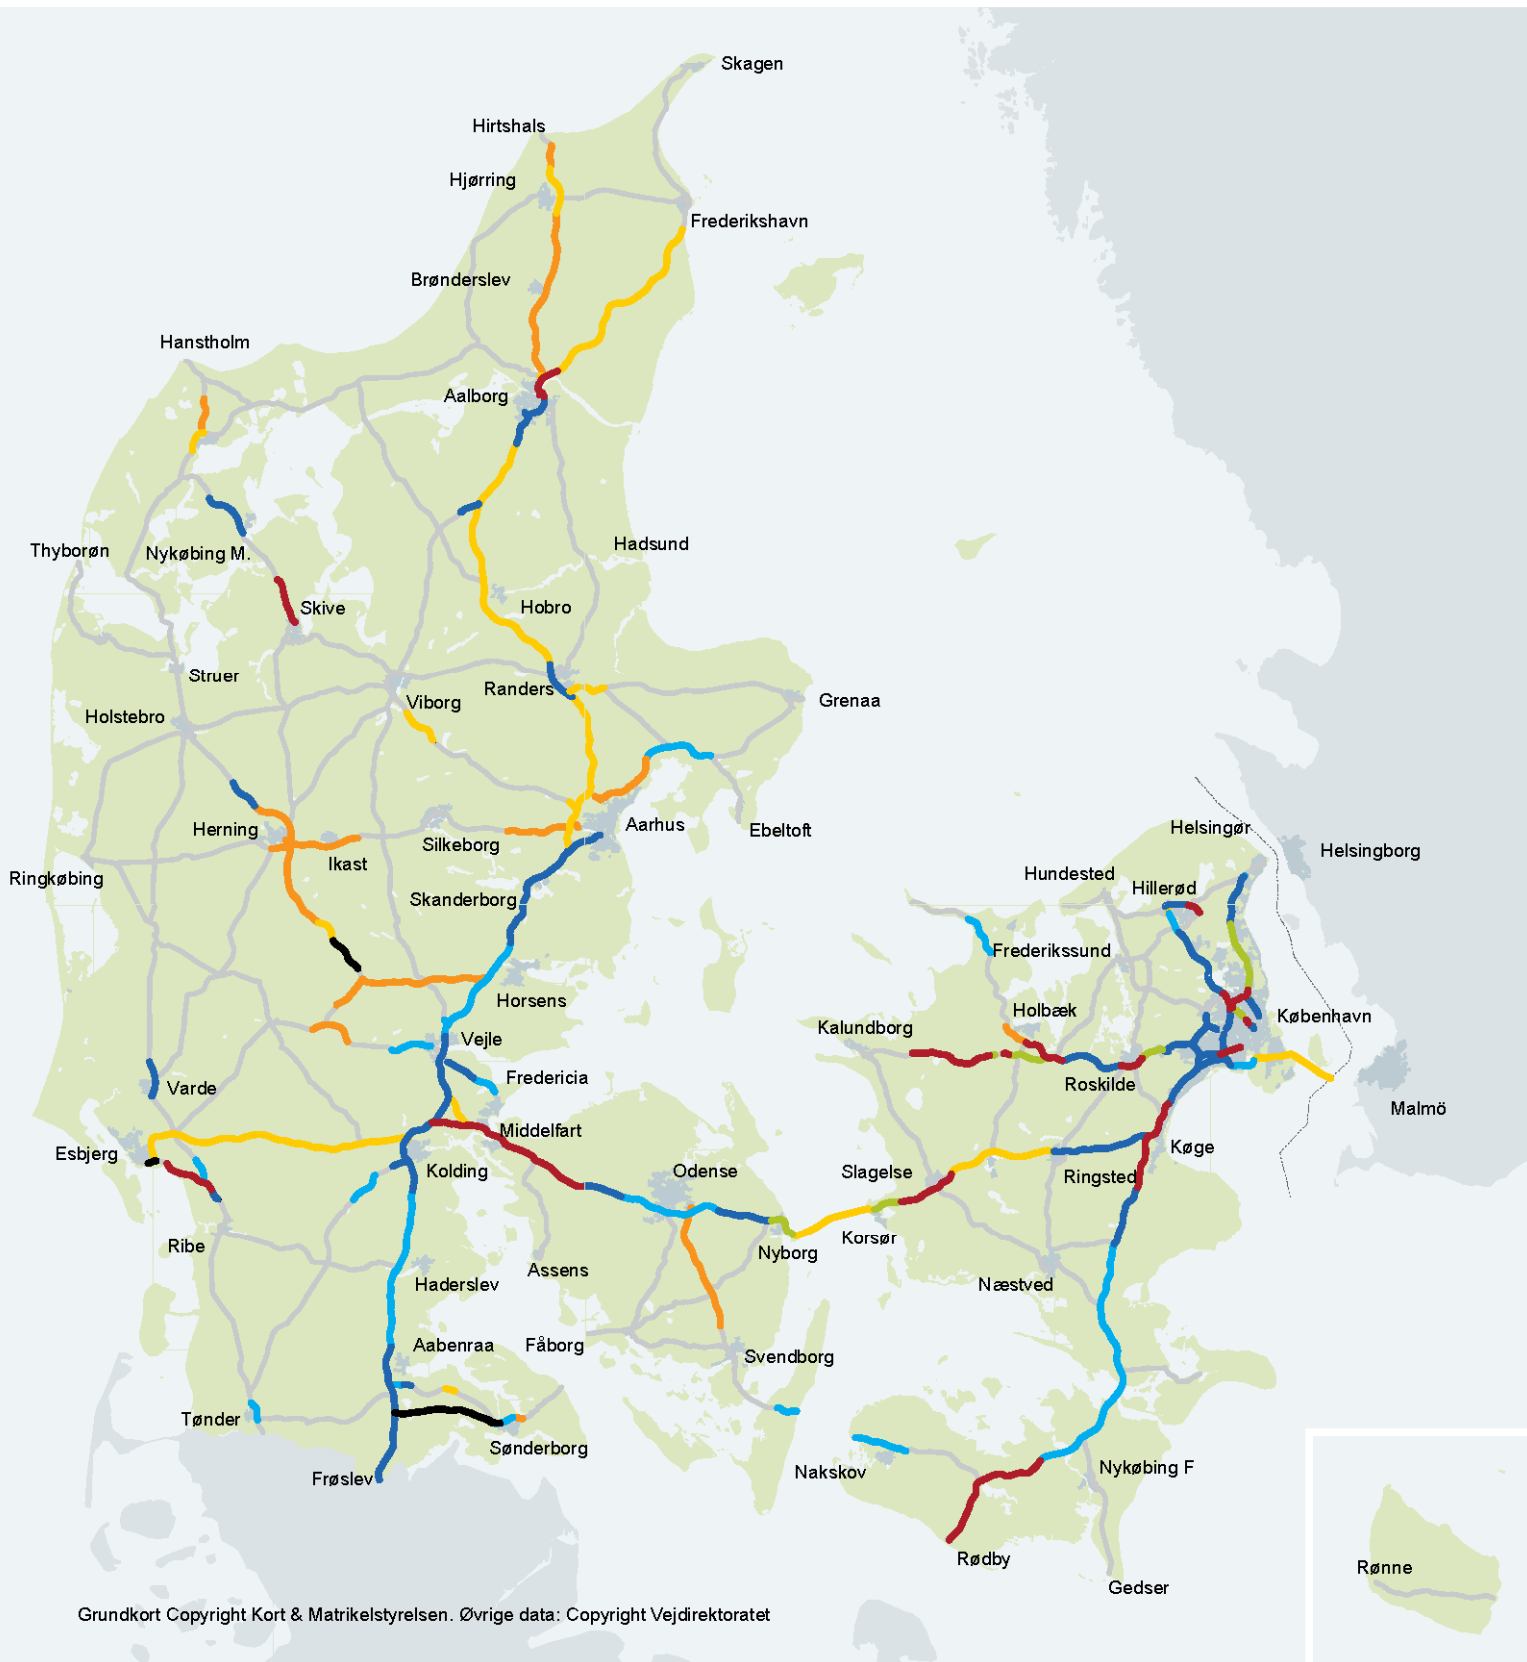 Skagen
Hirtshals
Hjørring
Frederikshavn
Brønderslev
Hanstholm
Aalborg
Hadsund
Thyborøn
Nykøbing M.
Hobro
Skive
Struer
Randers
Viborg
Grenaa
Holstebro
Herning
Aarhus
Ebeltoft
Helsingør
Silkeborg
Ikast
Helsingborg
Ringkøbing
Hundested
Hillerød
Skanderborg
Frederikssund
Horsens
Holbæk
København
Kalundborg
Vejle
Fredericia
Roskilde
Varde
Malmö
Middelfart
Esbjerg
Køge
Kolding
Odense
Slagelse
Ringsted
Ribe
Nyborg
Korsør
Assens
Haderslev
Næstved
Aabenraa
Fåborg
Svendborg
Tønder
Sønderborg
Frøslev
Nakskov
Nykøbing F
Rødby
Rønne
Gedser
Grundkort Copyright Kort & Matrikelstyrelsen. Øvrige data: Copyright Vejdirektoratet